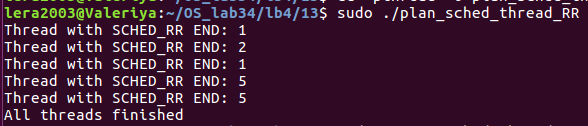 lera2003@Valeriya:~/OS_lab34/lb4/13$ sudo ./plan_sched_thread_RR
Thread with SCHED_RR END: 1
Thread with SCHED_RR END: 2
Thread with SCHED_RR END: 1
Thread with SCHED_RR END: 5
Thread with SCHED_RR END: 5
All threads finished